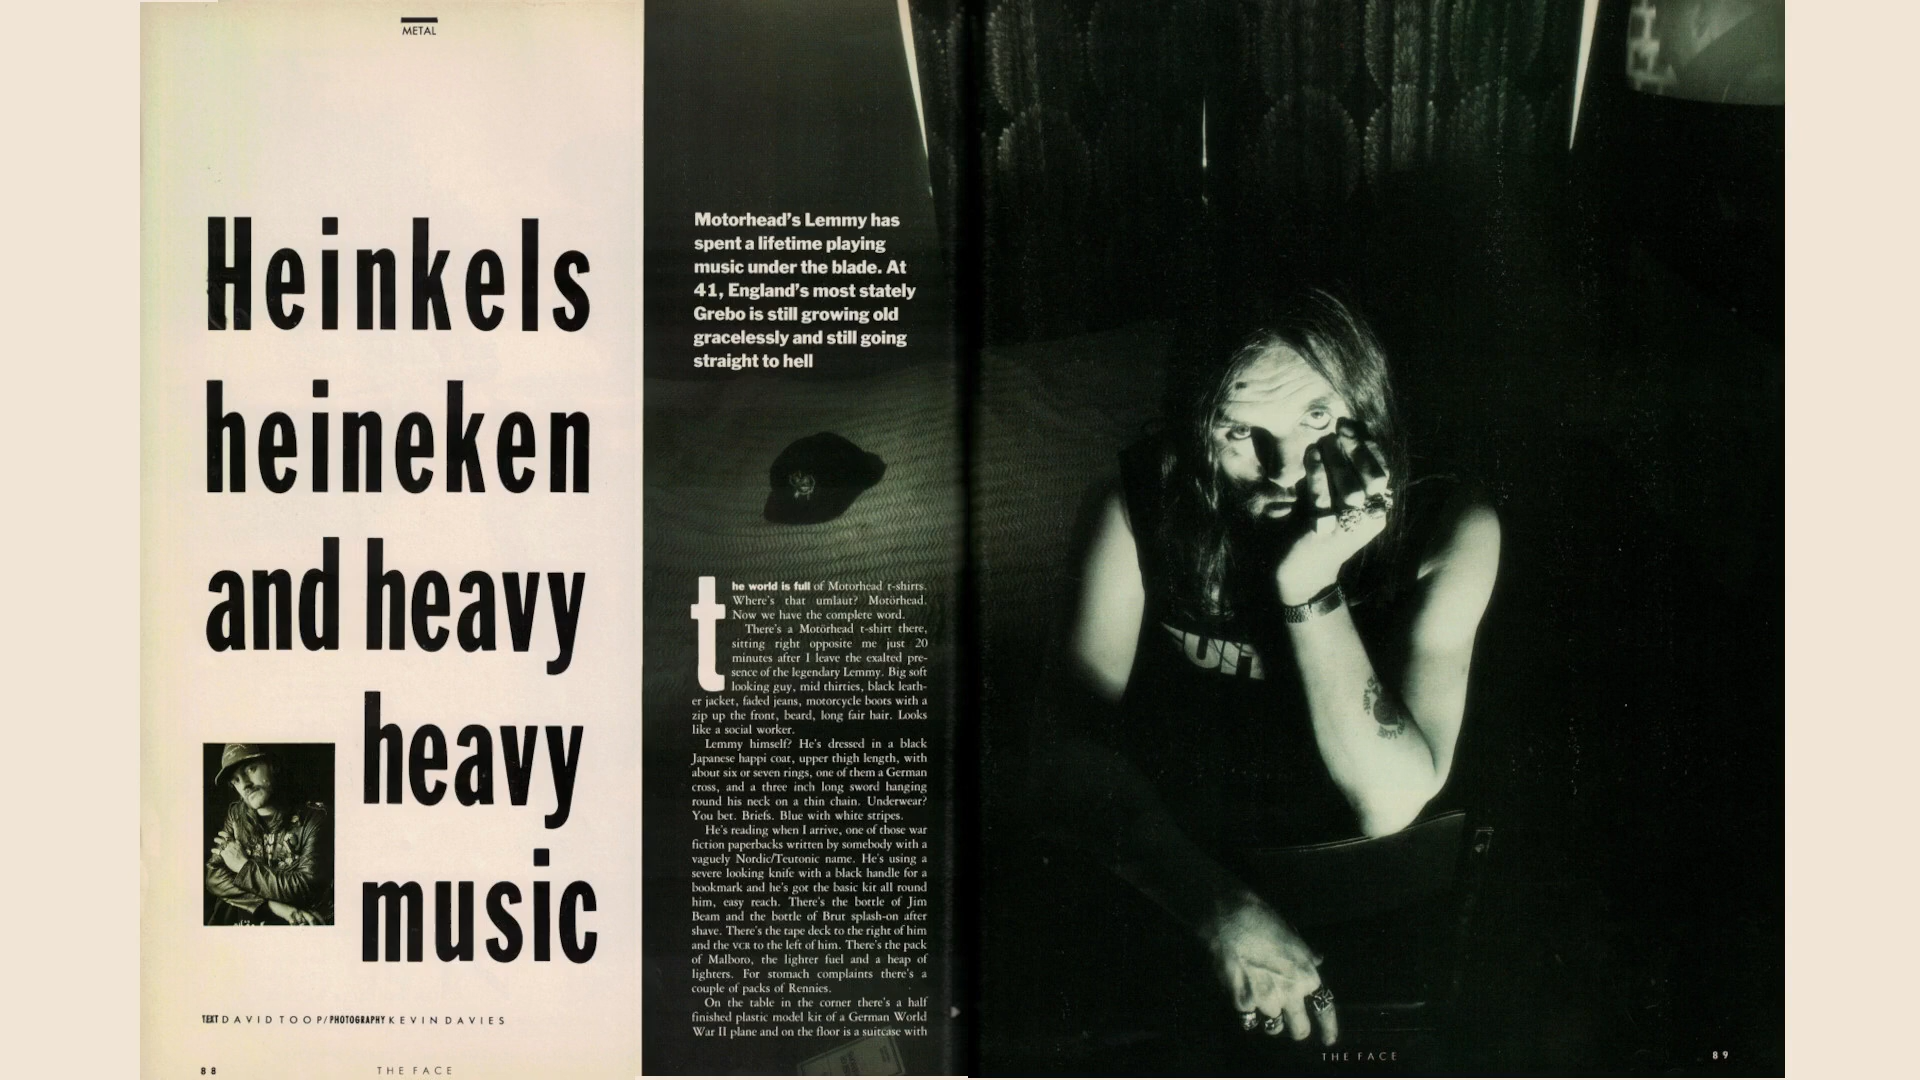 METAL
Heinkels
heineken
and heavy
heavy
music
TEXT DAVID TOOP/PHOTOGRAPHY KEVIN DAVIES
88
THE FACE
Motorhead's Lemmy has
spent a lifetime playing
music under the blade. At
41, England's most stately
Grebo is still growing old
gracelessly and still going
straight to hell
the world is full of Motorhead t-shirts.
Where's that umlaut? Motörhead.
Now we have the complete word.
There's a Motörhead t-shirt there,
sitting right opposite me just 20
minutes after I leave the exalted pre-
sence of the legendary Lemmy. Big soft
looking guy, mid thirties, black leath-
er jacket, faded jeans, motorcycle boots with a
zip up the front, beard, long fair hair. Looks
like a social worker.
Lemmy himself? He's dressed in a black
Japanese happi coat, upper thigh length, with
about six or seven rings, one of them a German
cross, and a three inch long sword hanging
round his neck on a thin chain. Underwear?
You bet. Briefs. Blue with white stripes.
He's reading when I arrive, one of those war
fiction paperbacks written by somebody with a
vaguely Nordic/Teutonic name. He's using a
severe looking knife with a black handle for a
bookmark and he's got the basic kit all round
him, easy reach. There's the bottle of Jim
Beam and the bottle of Brut splash-on after
shave. There's the tape deck to the right of him
and the VCR to the left of him. There's the pack
of Malboro, the lighter fuel and a heap of
lighters. For stomach complaints there's a
couple of packs of Rennies.
On the table in the corner there's a half
finished plastic model kit of a German World
War II plane and on the floor is a suitcase with
THE FACE
89